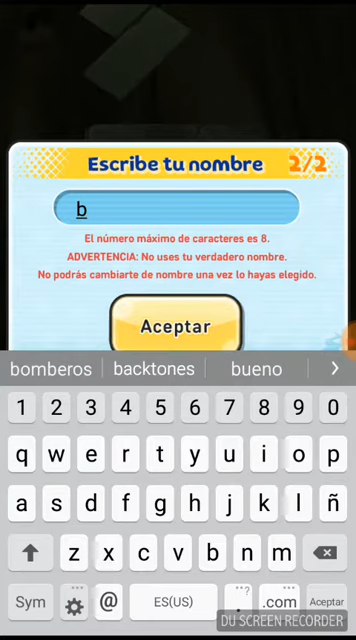 Escribe tu nombre 2/2
b
El número máximo de caracteres es 8.
ADVERTENCIA: No uses tu verdadero nombre.
No podrás cambiarte de nombre una vez lo hayas elegido.
Aceptar
bomberos backtones bueno >
1 2 3 4 5 6 7 8 9 0
q w e r t y u i o p
a s d f g h j k l ñ
z x c v b n m
Sym @ ES(US) . ...? .com Aceptar
DU SCREEN RECORDER